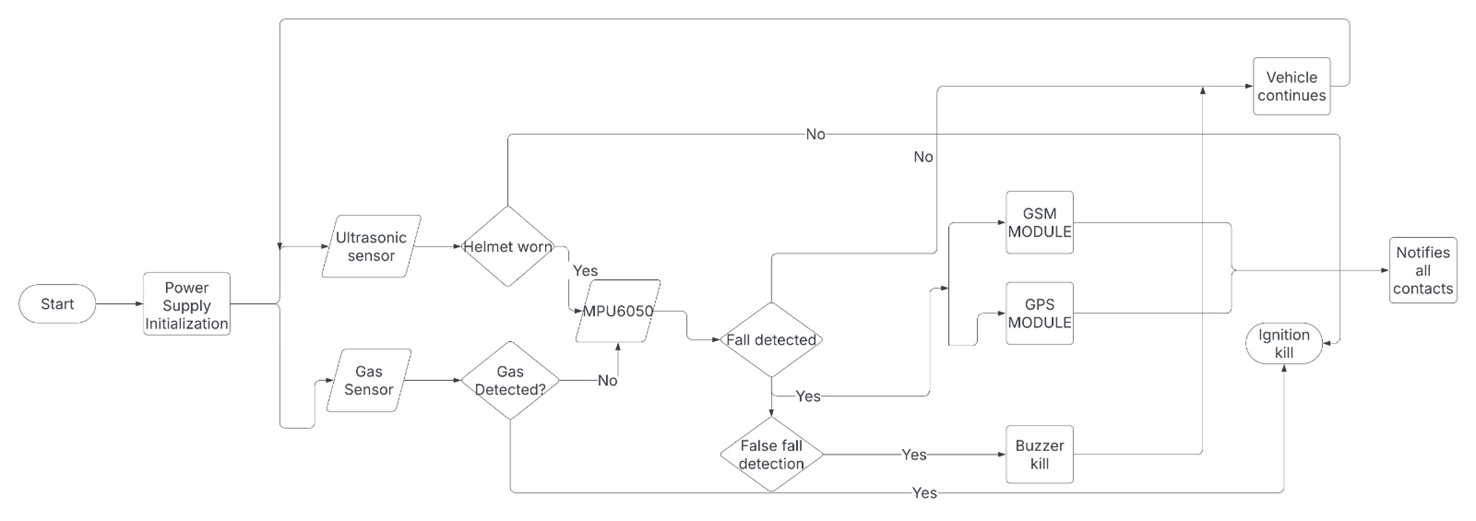 Vehicle
continues
No
No
GSM
MODULE
Ultrasonic
sensor
Helmet worn
Notifies
all
contacts
Yes
Start
Power
Supply
Initialization
MPU6050
GPS
MODULE
Fall detected
Ignition
kill
Gas
Sensor
Gas
Detected?
No
Yes
False fall
detection
Yes
Buzzer
kill
Yes